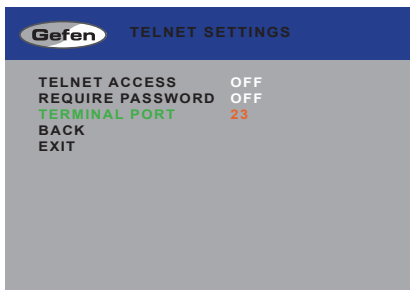 Gefen TELNET SETTINGS
TELNET ACCESS OFF
REQUIRE PASSWORD OFF
TERMINAL PORT 23
BACK
EXIT